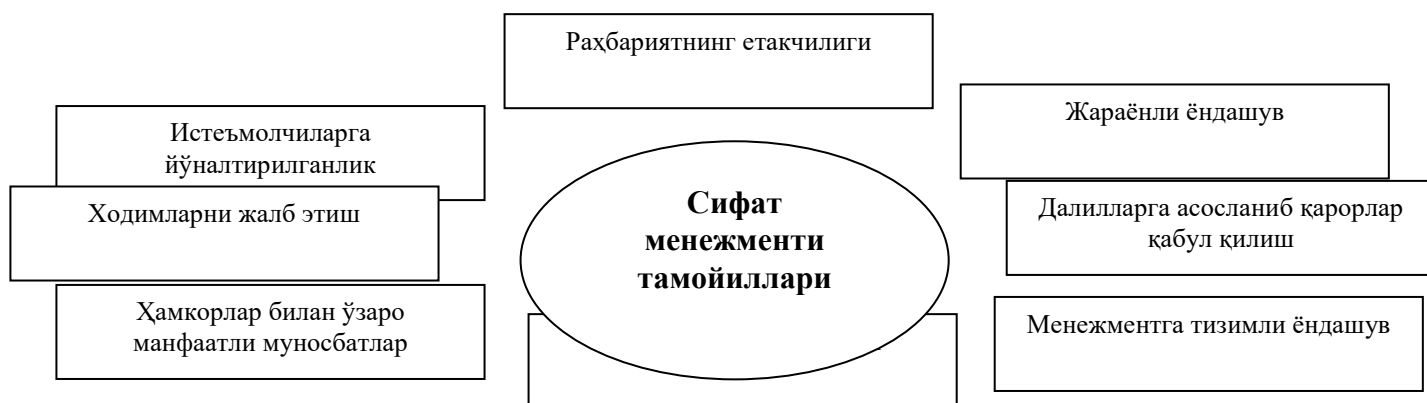 Раҳбариятнинг етакчилиги
Жараёнли ёндашув
Истеъмолчиларга
йўналтирилганлик
Ходимларни жалб этиш
Сифат
менежменти
тамойиллари
Далилларга асосланиб қарорлар
қабул қилиш
Ҳамкорлар билан ўзаро
манфаатли муносбатлар
Менежментга тизимли ёндашув